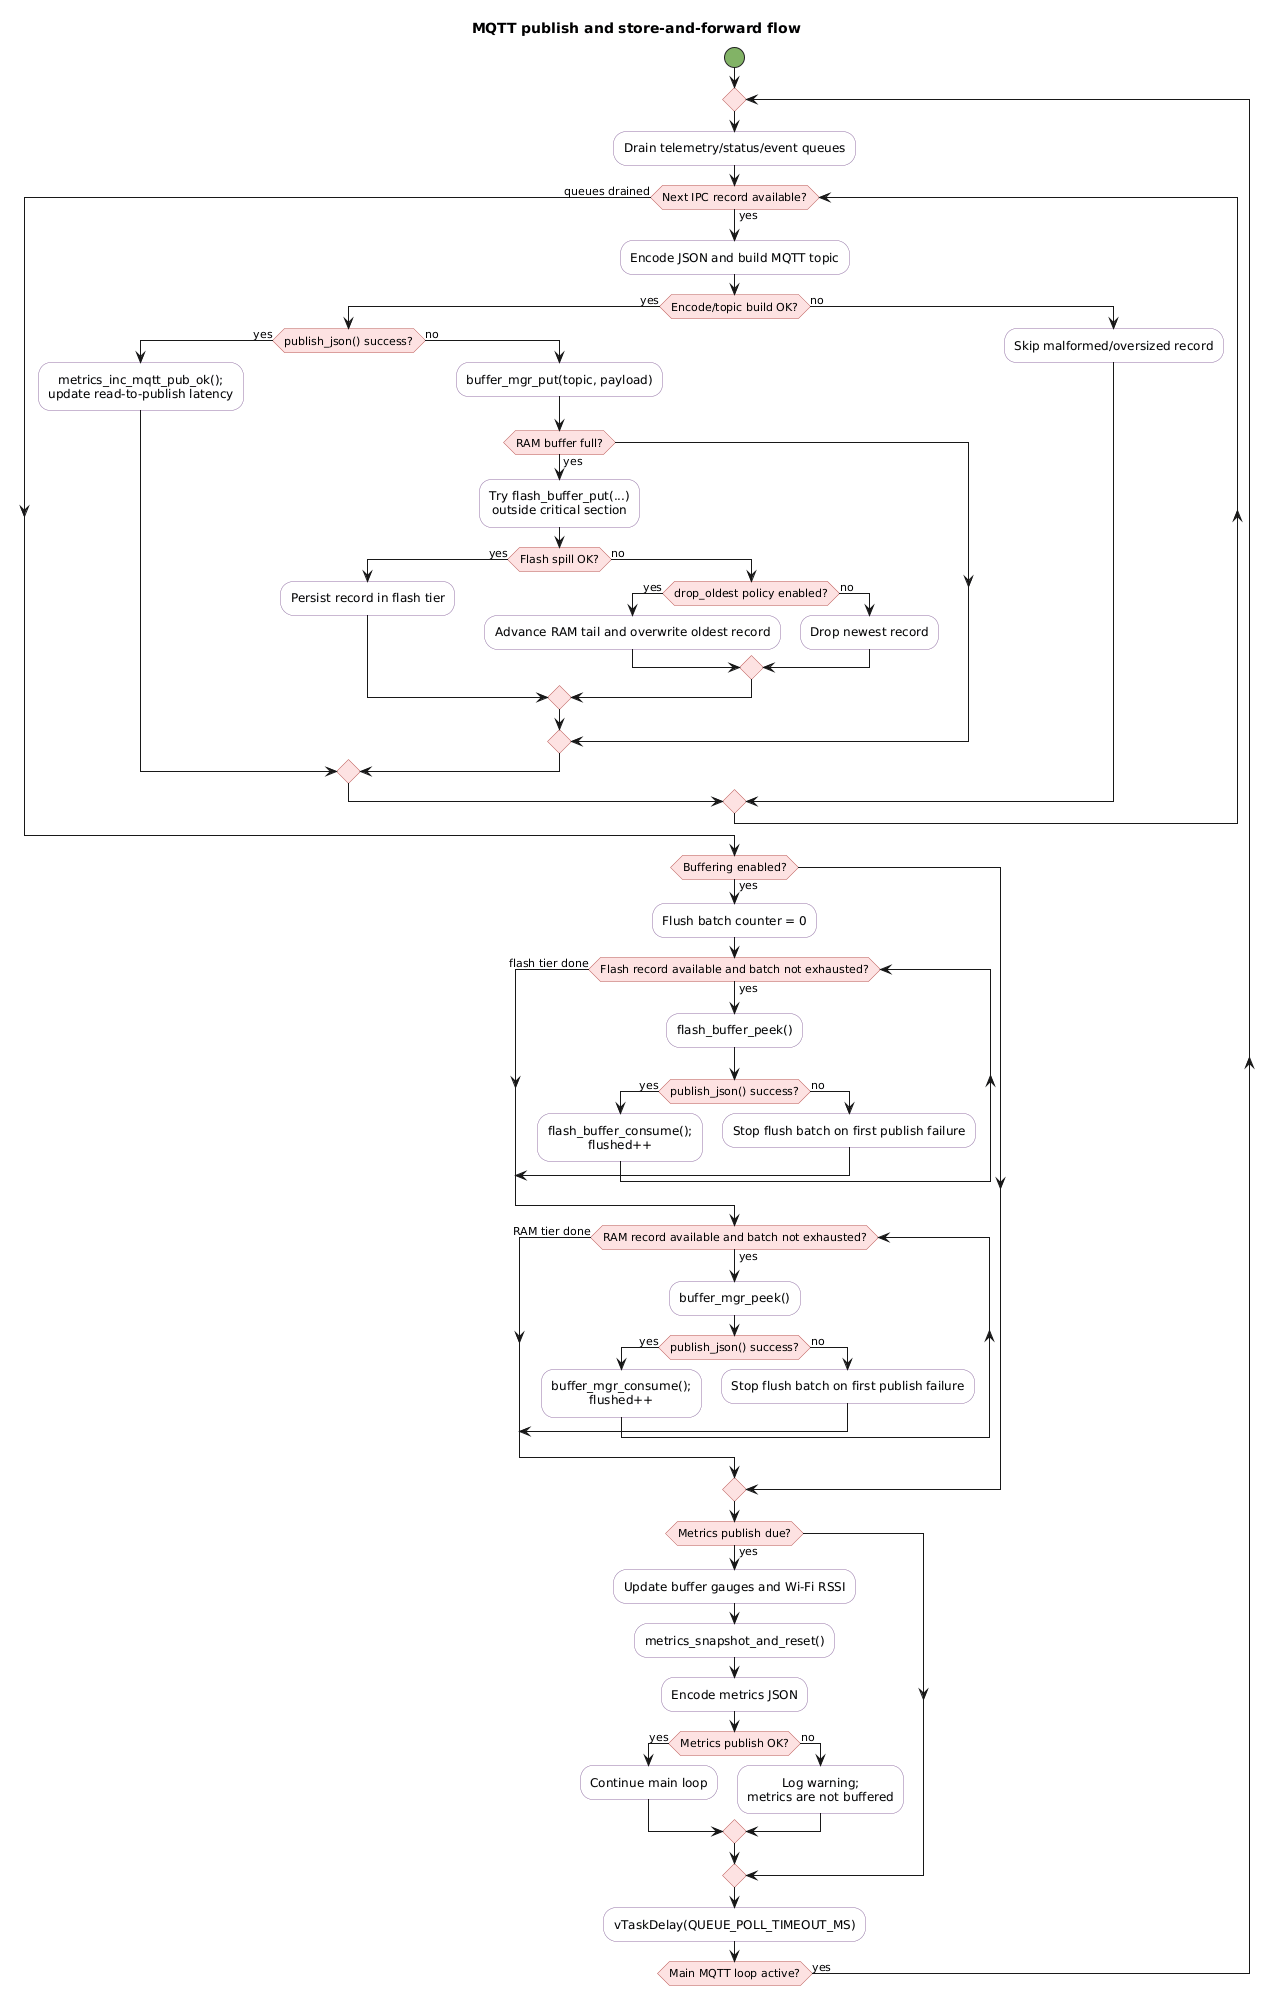 MQTT publish and store-and-forward flow
Drain telemetry/status/event queues
queues drained
Next IPC record available?
yes
Encode JSON and build MQTT topic
yes
Encode/topic build OK?
no
yes
publish_json() success?
no
Skip malformed/oversized record
metrics_inc_mqtt_pub_ok();
update read-to-publish latency
buffer_mgr_put(topic, payload)
RAM buffer full?
yes
Try flash_buffer_put(...)
outside critical section
yes
Flash spill OK?
no
Persist record in flash tier
yes
drop_oldest policy enabled?
no
Advance RAM tail and overwrite oldest record
Drop newest record
Buffering enabled?
yes
Flush batch counter = 0
flash tier done
Flash record available and batch not exhausted?
yes
flash_buffer_peek()
yes
publish_json() success?
no
flash_buffer_consume();
flushed++
Stop flush batch on first publish failure
RAM tier done
RAM record available and batch not exhausted?
yes
buffer_mgr_peek()
yes
publish_json() success?
no
buffer_mgr_consume();
flushed++
Stop flush batch on first publish failure
Metrics publish due?
yes
Update buffer gauges and Wi-Fi RSSI
metrics_snapshot_and_reset()
Encode metrics JSON
yes
Metrics publish OK?
no
Continue main loop
Log warning;
metrics are not buffered
vTaskDelay(QUEUE_POLL_TIMEOUT_MS)
Main MQTT loop active?
yes